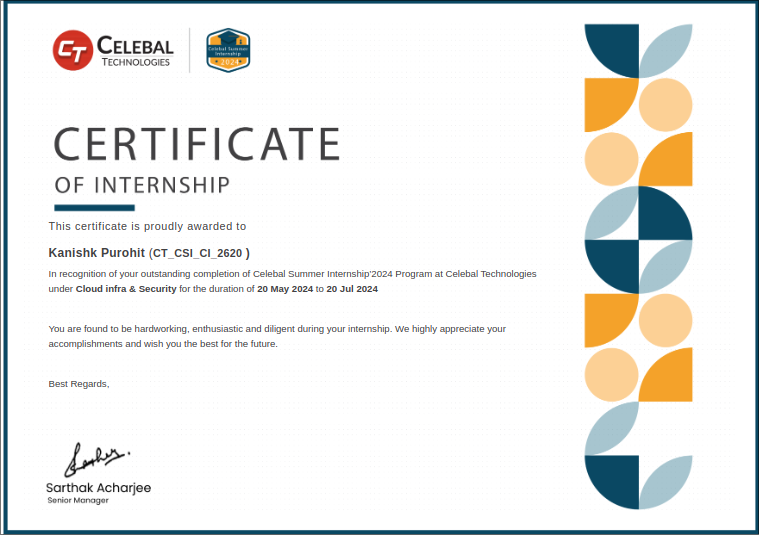 CT CELEBAL
TECHNOLOGIES
Celebal Summer
Internship
2024
CERTIFICATE
OF INTERNSHIP
This certificate is proudly awarded to
Kanishk Purohit (CT_CSI_CI_2620 )
In recognition of your outstanding completion of Celebal Summer Internship'2024 Program at Celebal Technologies
under Cloud infra & Security for the duration of 20 May 2024 to 20 Jul 2024
You are found to be hardworking, enthusiastic and diligent during your internship. We highly appreciate your
accomplishments and wish you the best for the future.
Best Regards,
Sarthak Acharjee
Senior Manager